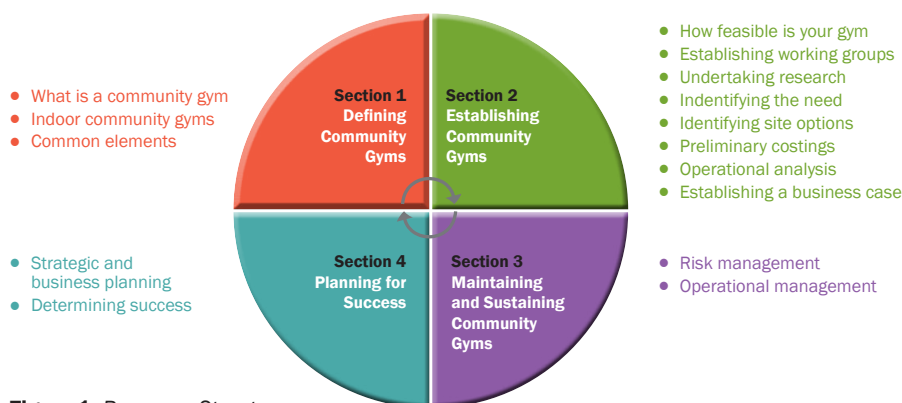 • What is a community gym
• Indoor community gyms
• Common elements
Section 1
Defining
Community
Gyms
Section 2
Establishing
Community
Gyms
• How feasible is your gym
• Establishing working groups
• Undertaking research
• Indentifying the need
• Identifying site options
• Preliminary costings
• Operational analysis
• Establishing a business case
• Strategic and
business planning
• Determining success
Section 4
Planning for
Success
Section 3
Maintaining
and Sustaining
Community
Gyms
• Risk management
• Operational management